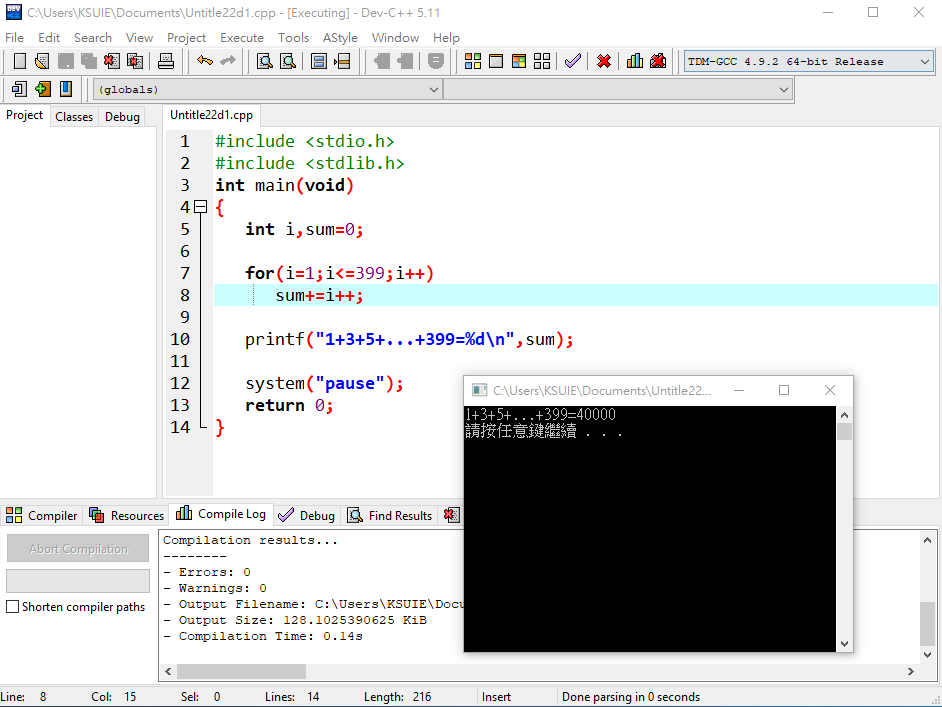 C:\Users\KSUIE\Documents\Untitle22d1.cpp - [Executing] - Dev-C++ 5.11
File Edit Search View Project Execute Tools AStyle Window Help
TDM-GCC 4.9.2 64-bit Release
(globals)
Project Classes Debug
Untitle22d1.cpp
1 #include <stdio.h>
2 #include <stdlib.h>
3 int main(void)
4 {
5 int i,sum=0;
6
7 for(i=1;i<=399;i++)
8 sum+=i++;
9
10 printf("1+3+5+...+399=%d\n",sum);
11
12 system("pause");
13 return 0;
14 }
C:\Users\KSUIE\Documents\Untitle22...
1+3+5+...+399=40000
請按任意鍵繼續 . . .
Compiler Resources Compile Log Debug Find Results
Abort Compilation
Shorten compiler paths
Compilation results...
--------
- Errors: 0
- Warnings: 0
- Output Filename: C:\Users\KSUIE\Docu
- Output Size: 128.1025390625 KiB
- Compilation Time: 0.14s
Line: 8 Col: 15 Sel: 0 Lines: 14 Length: 216 Insert Done parsing in 0 seconds